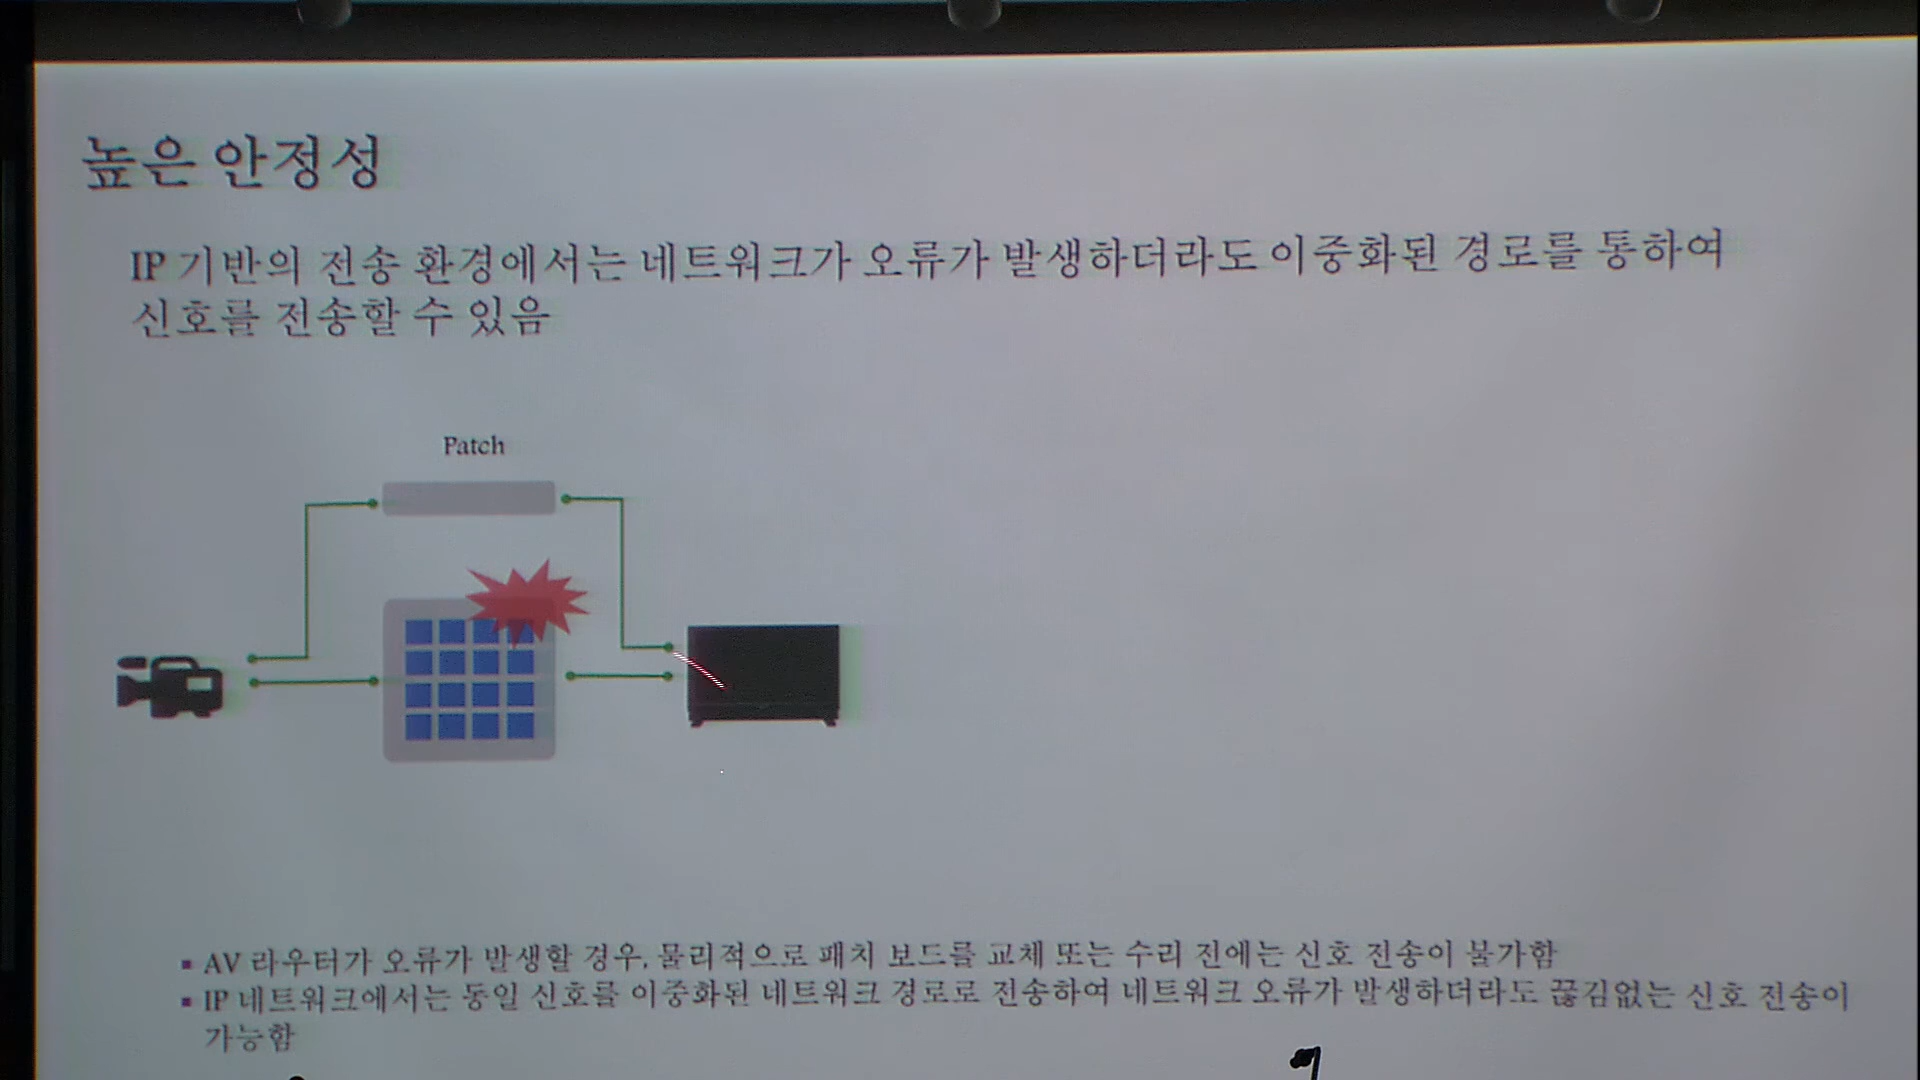 높은 안정성
IP 기반의 전송 환경에서는 네트워크가 오류가 발생하더라도 이중화된 경로를 통하여
신호를 전송할 수 있음
Patch
▪ AV 라우터가 오류가 발생할 경우, 물리적으로 패치 보드를 교체 또는 수리 전에는 신호 전송이 불가함
▪ IP 네트워크에서는 동일 신호를 이중화된 네트워크 경로로 전송하여 네트워크 오류가 발생하더라도 끊김없는 신호 전송이
가능함